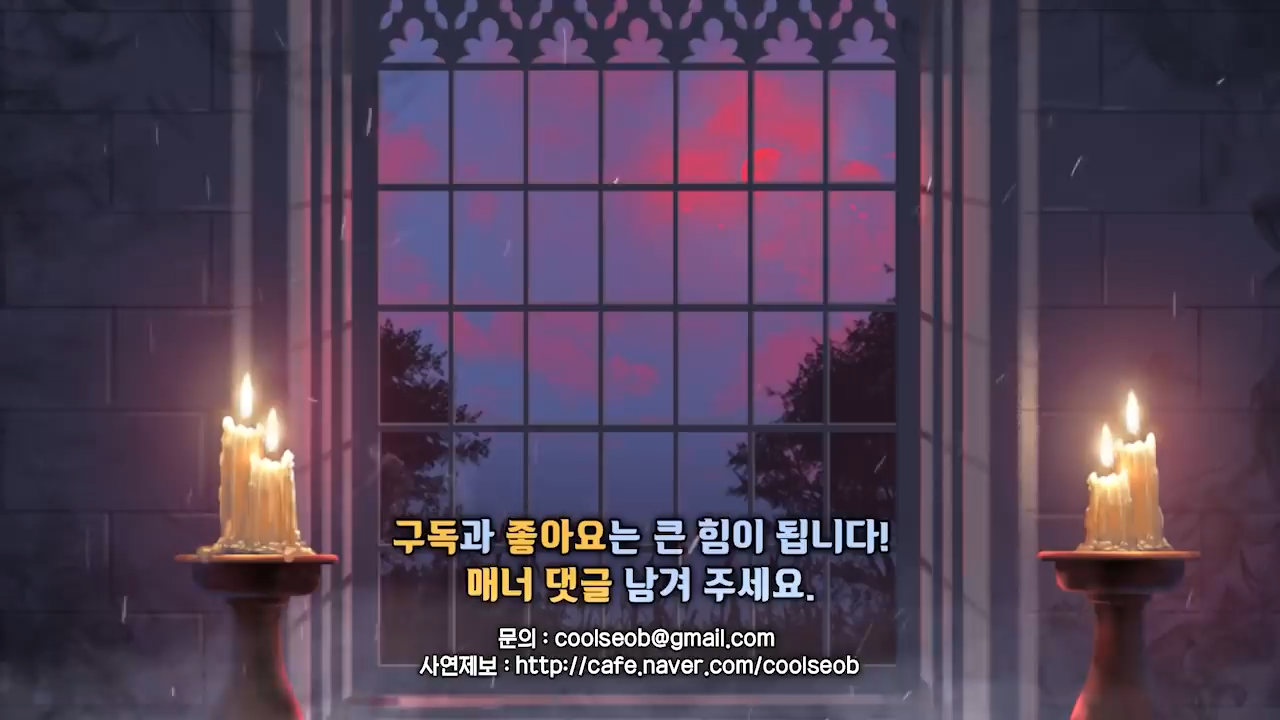 구독과 좋아요는 큰 힘이 됩니다!
매너 댓글 남겨 주세요.
문의 : coolseob@gmail.com
사연제보 : http://cafe.naver.com/coolseob